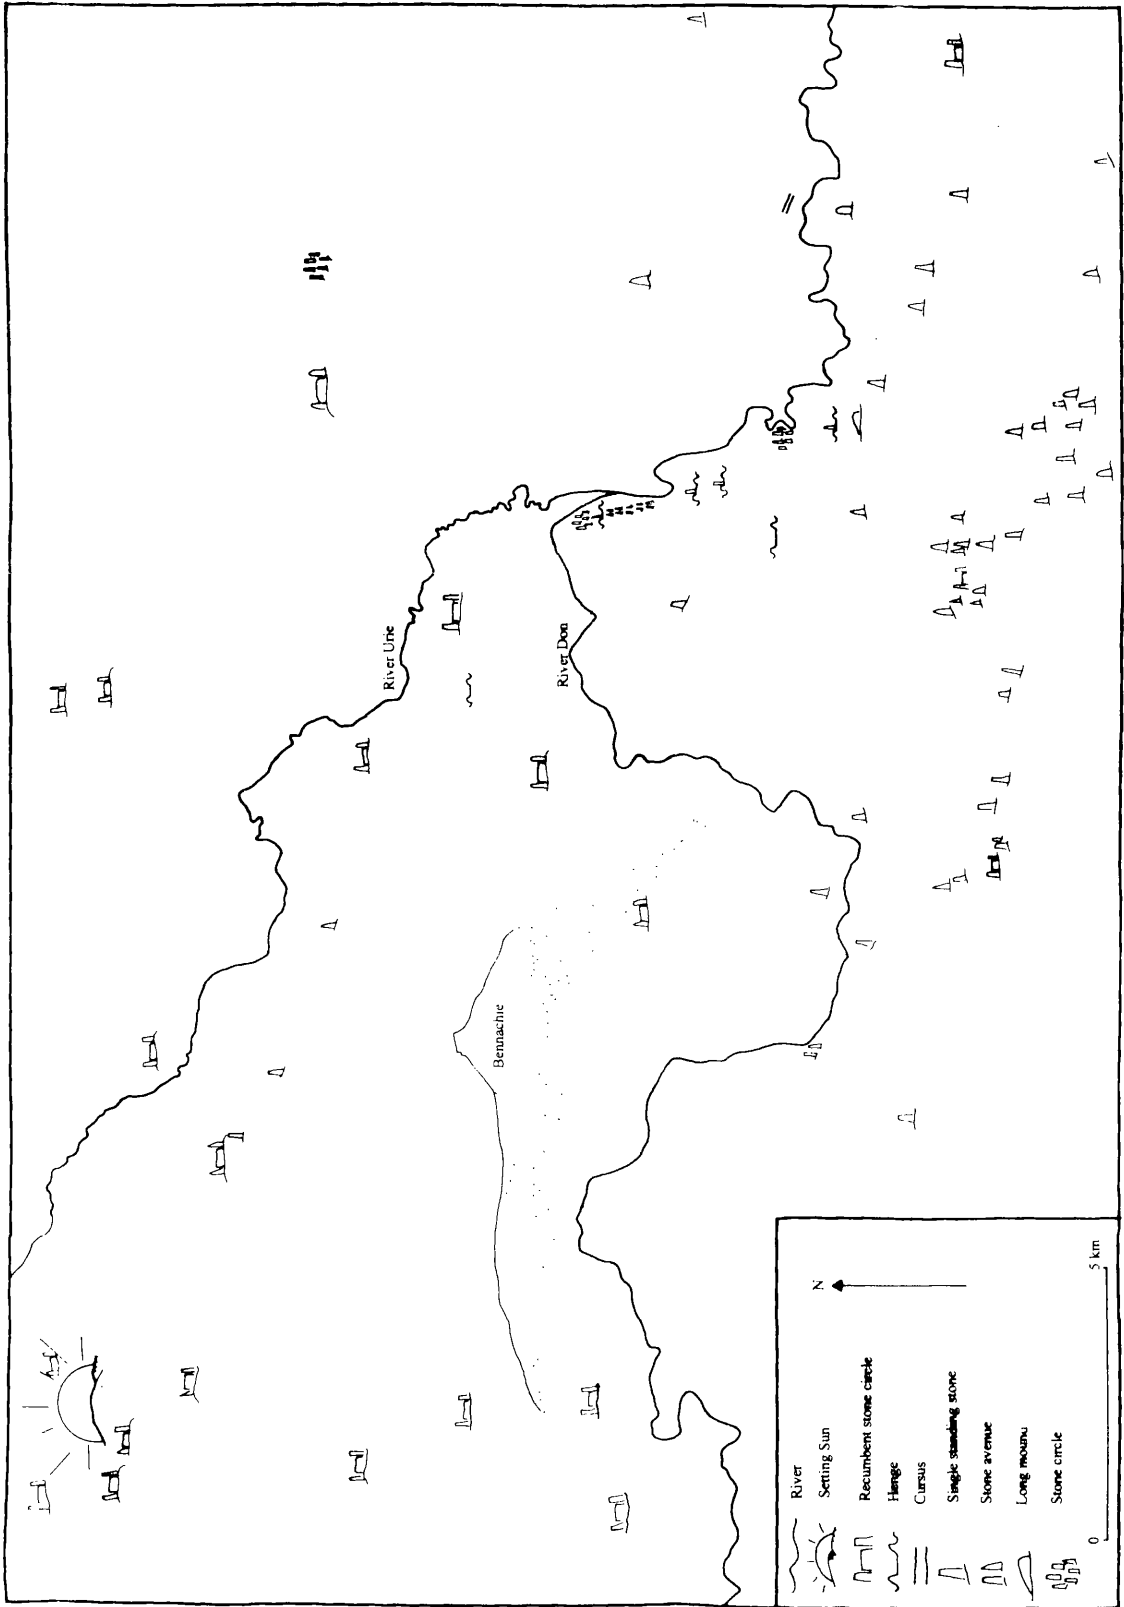 River Urie
River Don
Bennachie
N
River
Setting Sun
Recumbent stone circle
Henge
Cursus
Single standing stone
Stone avenue
Long mound
Stone circle
0
5 km